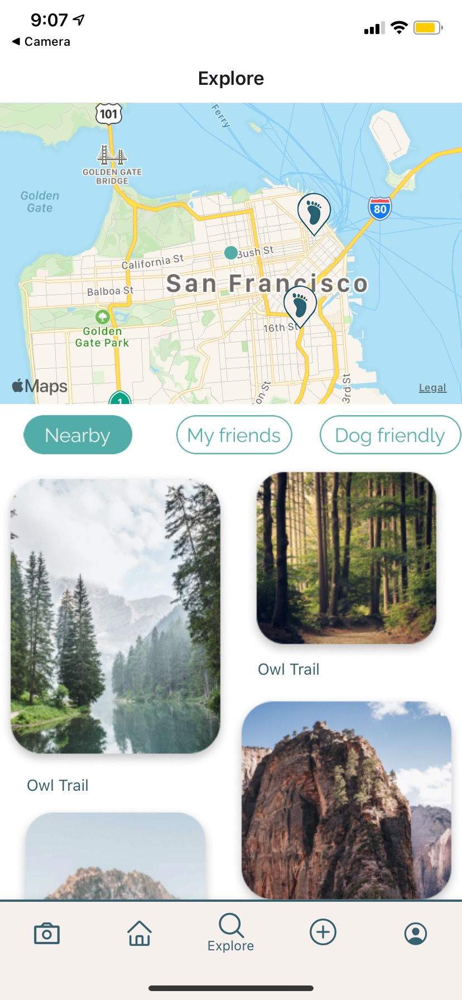 9:07
◀ Camera
Explore
101
Ferry
GOLDEN GATE
BRIDGE
Golden
Gate
80
California St
Bush St
San Francisco
Balboa St
16th St
Golden
Gate Park
Maps
1
on St
3rd St
Legal
Nearby
My friends
Dog friendly
Owl Trail
Owl Trail
Explore